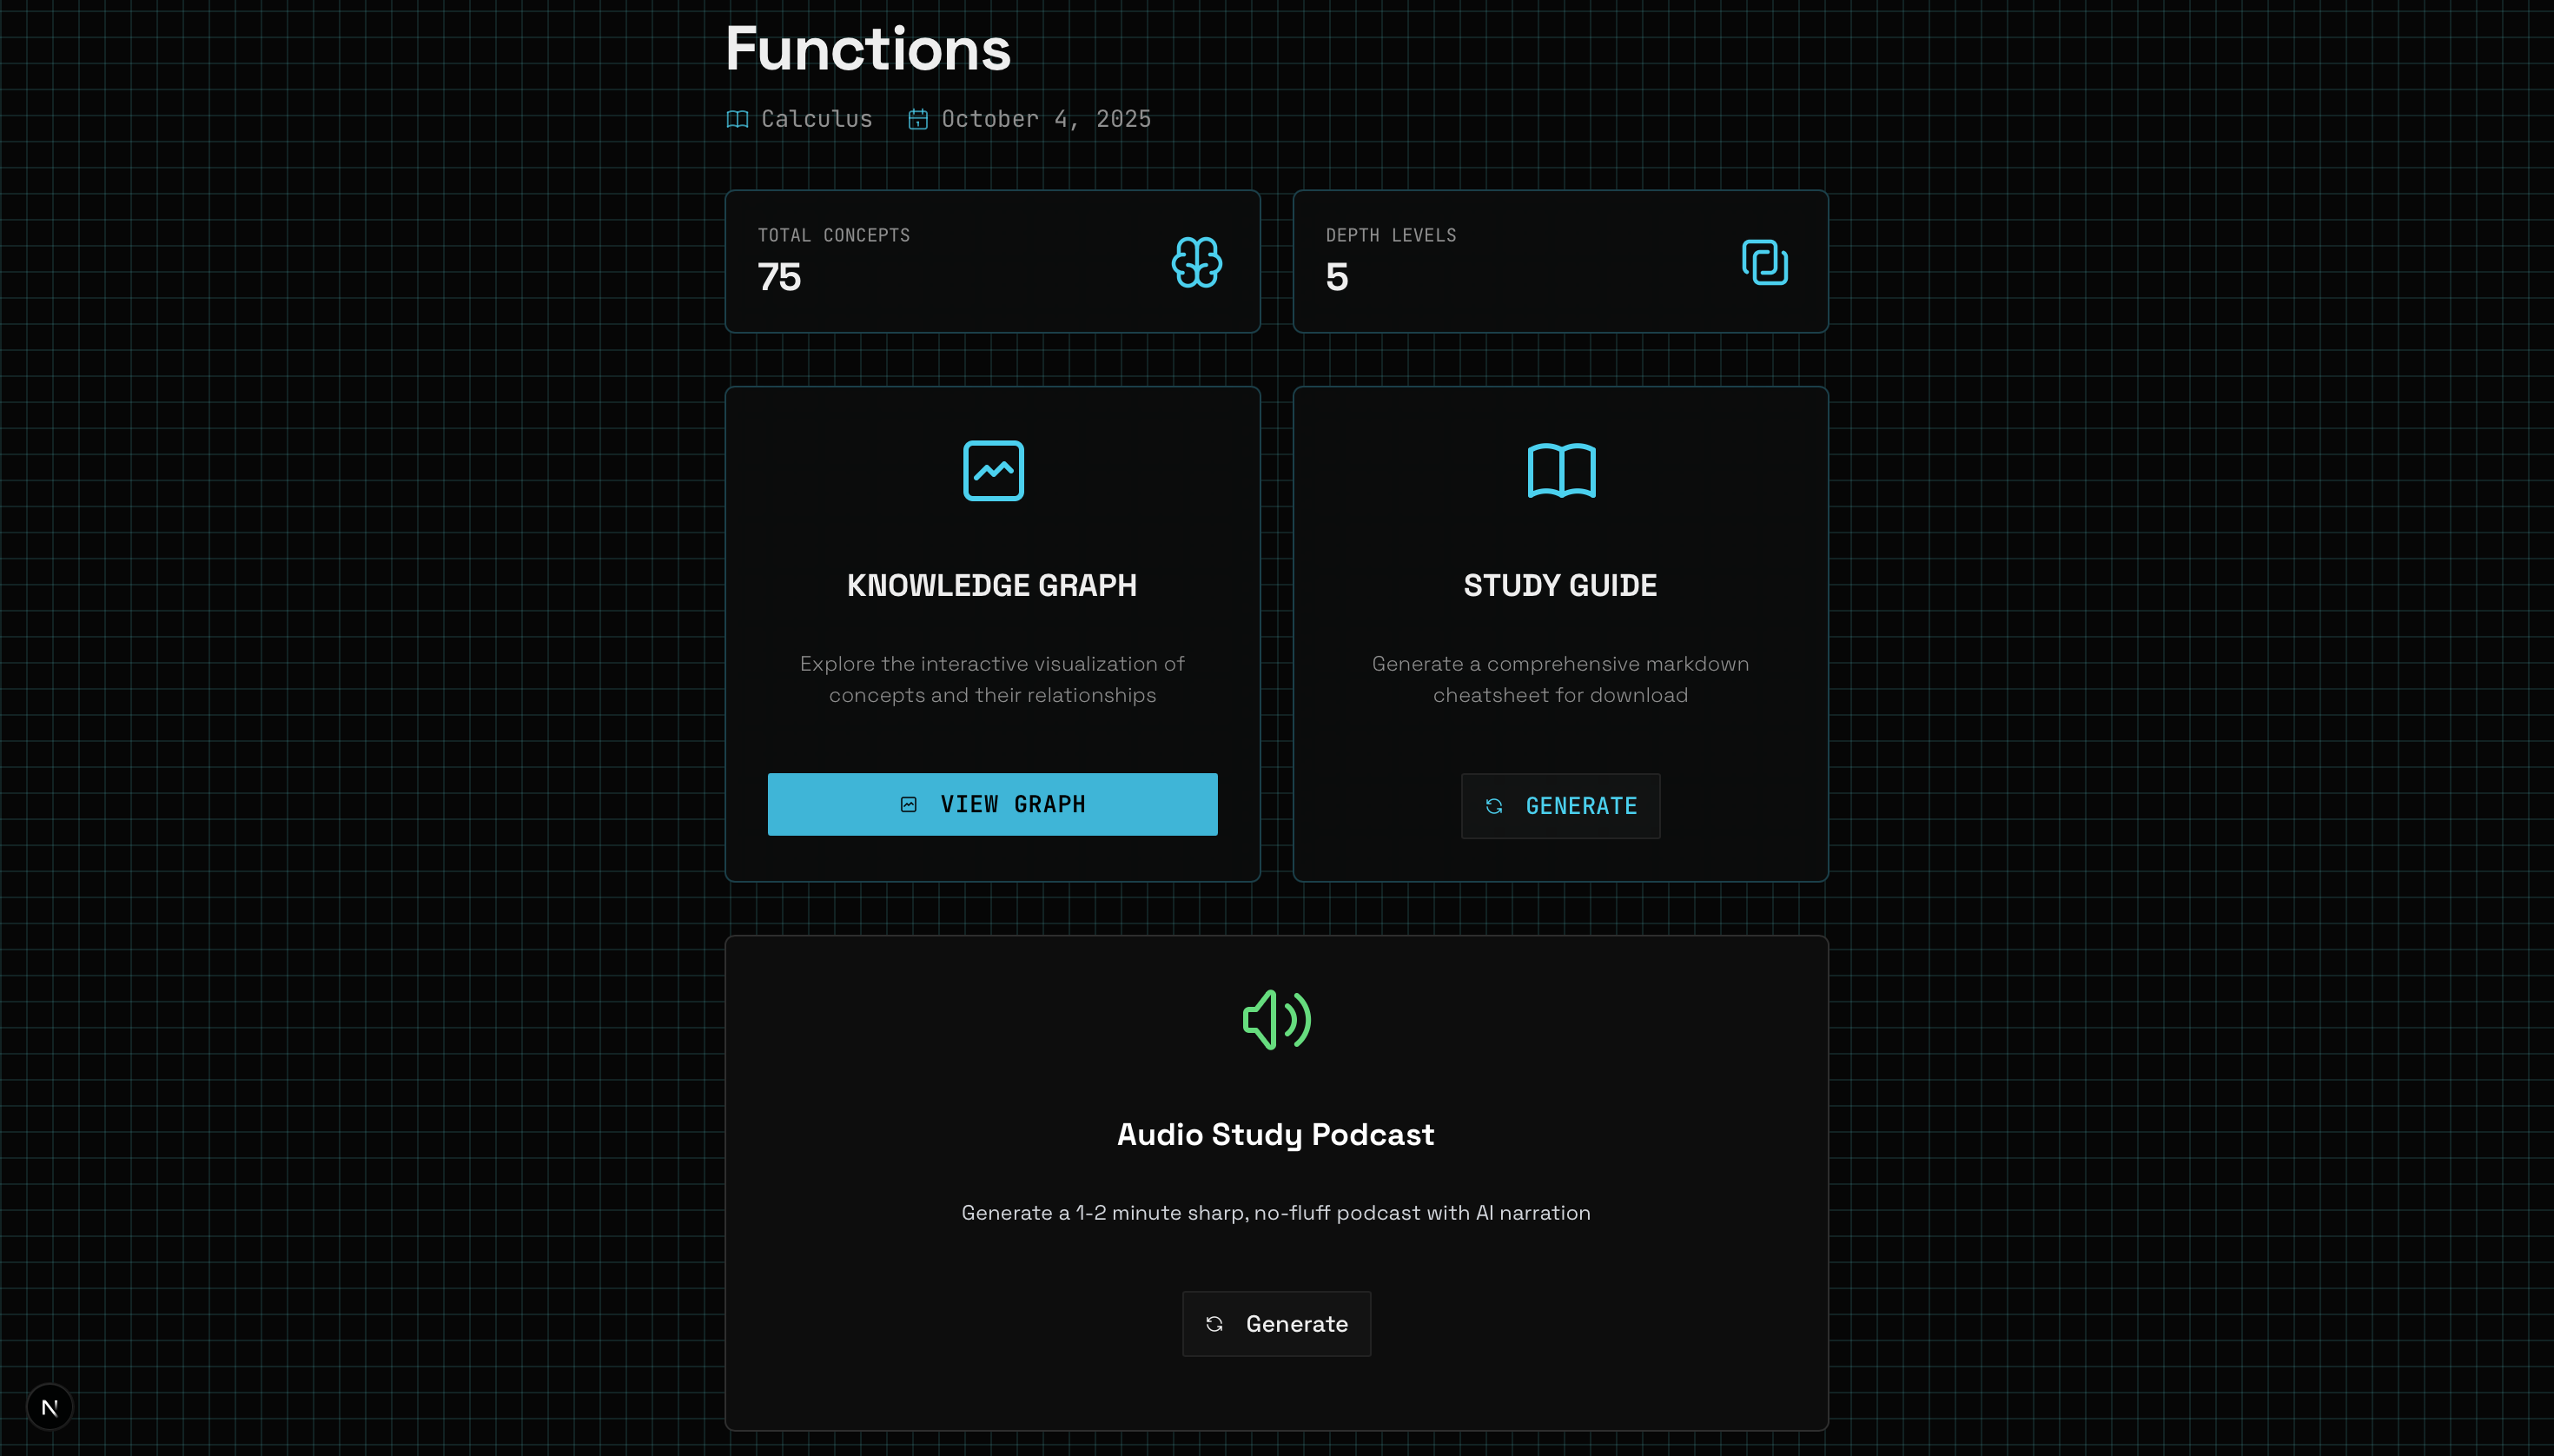 Functions
Calculus October 4, 2025
TOTAL CONCEPTS
75
DEPTH LEVELS
5
KNOWLEDGE GRAPH
Explore the interactive visualization of
concepts and their relationships
VIEW GRAPH
STUDY GUIDE
Generate a comprehensive markdown
cheatsheet for download
GENERATE
Audio Study Podcast
Generate a 1-2 minute sharp, no-fluff podcast with AI narration
Generate
N